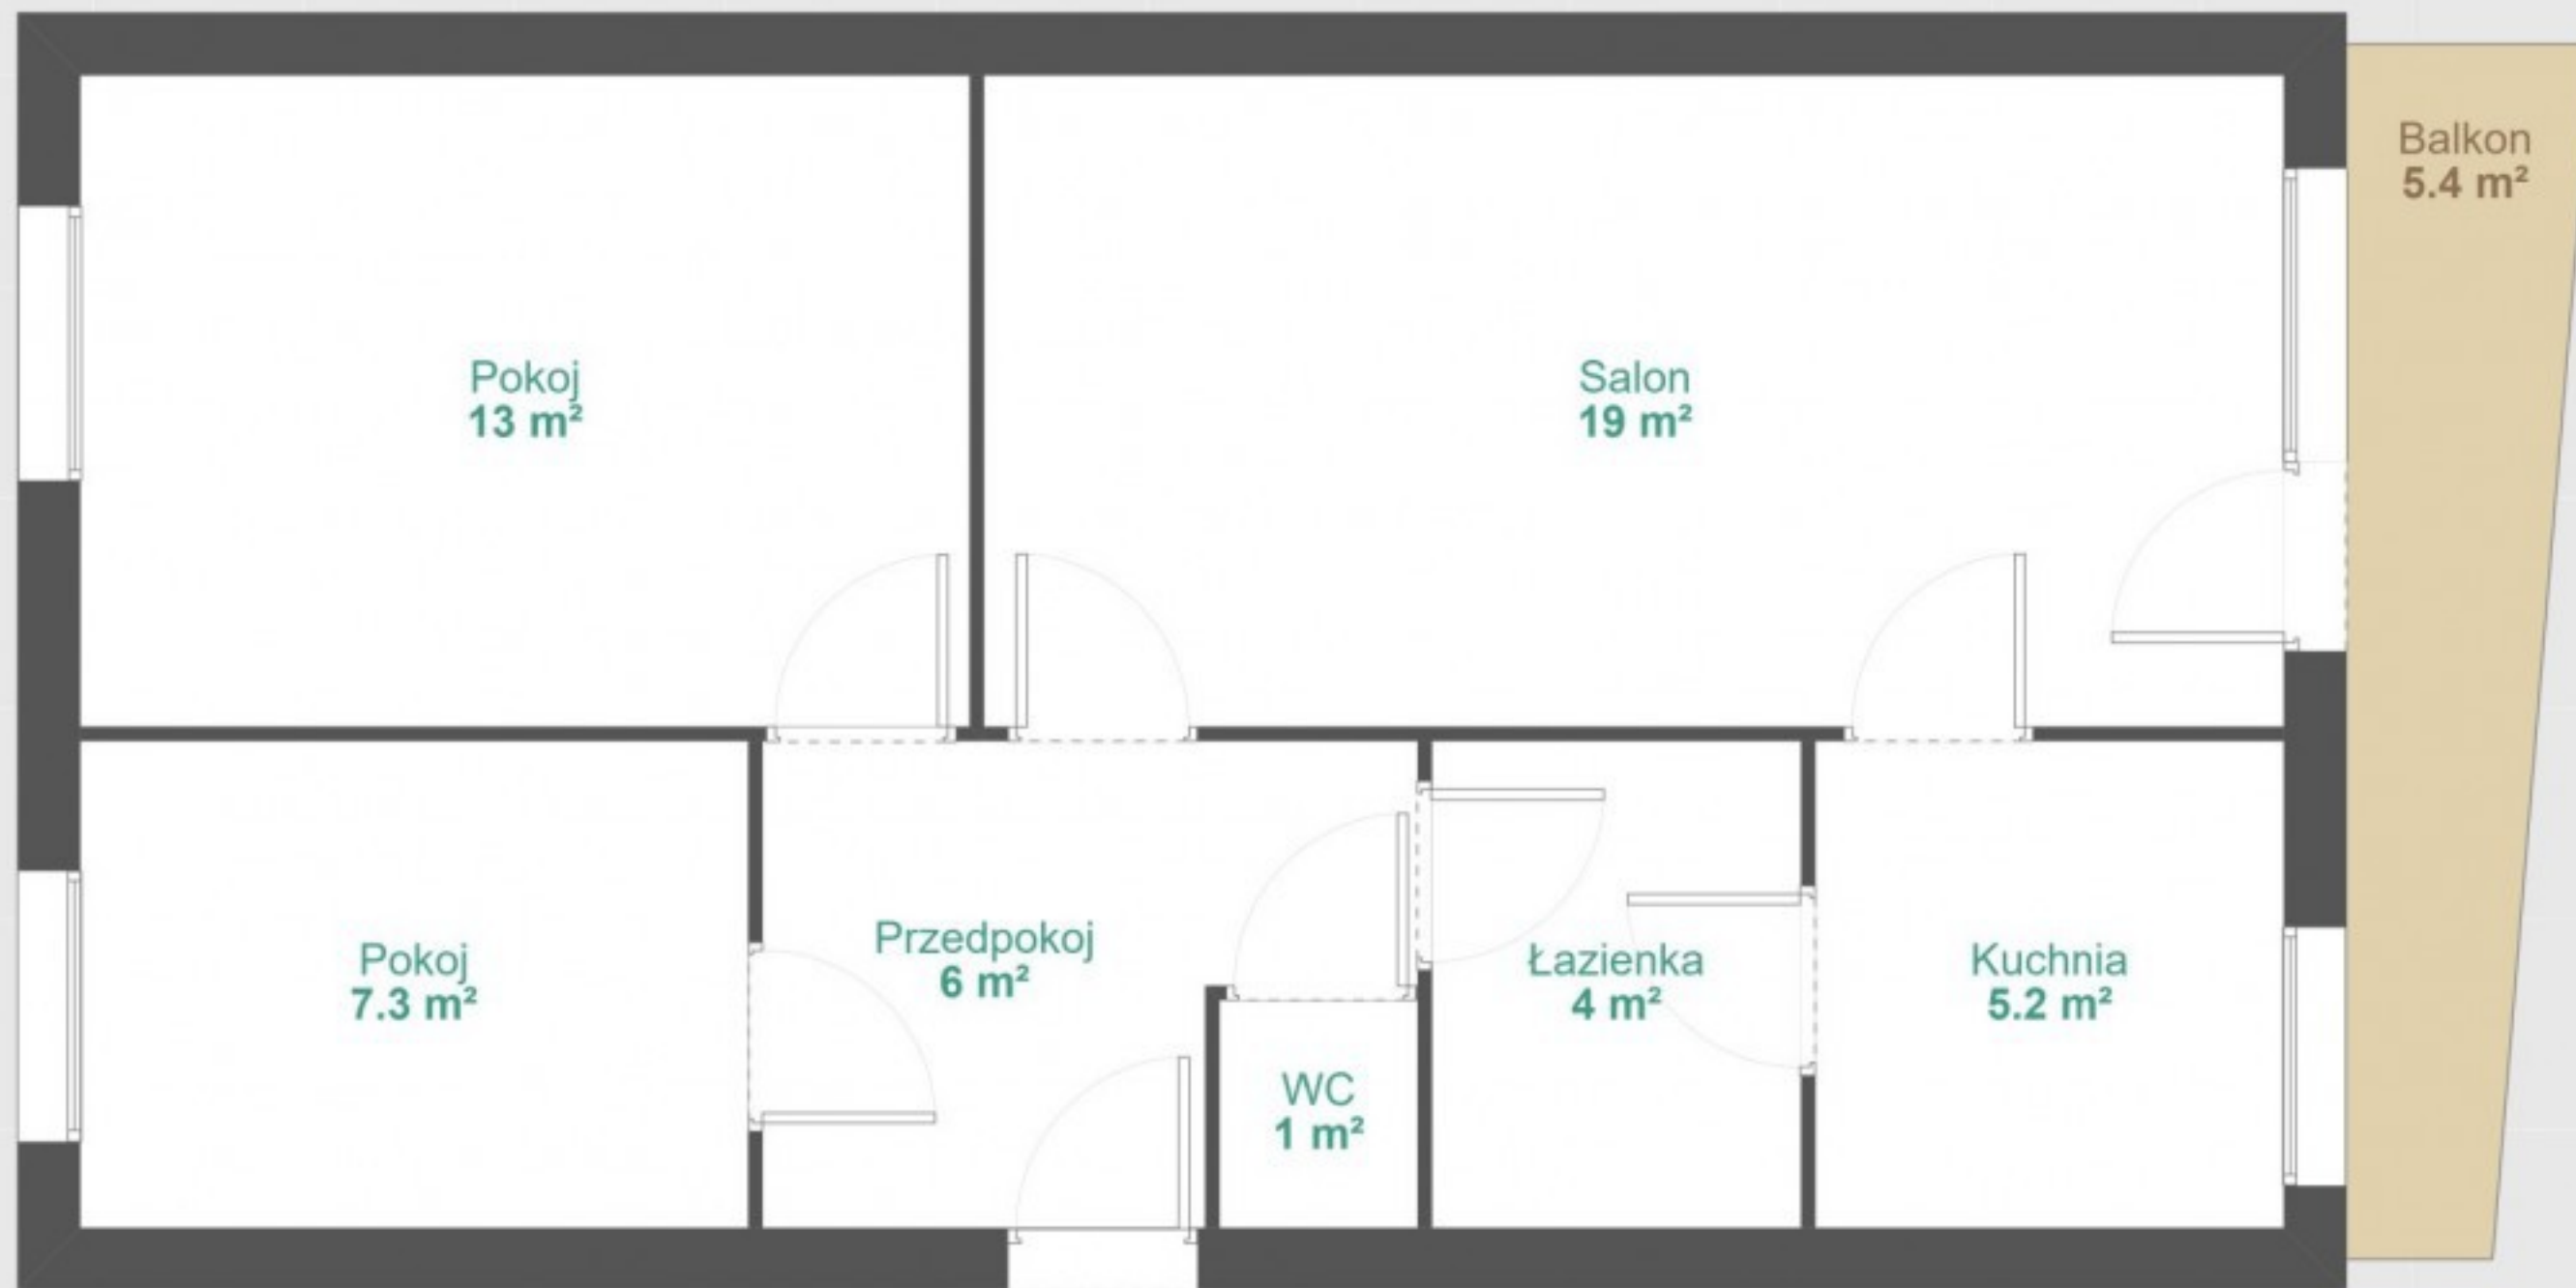 Balkon
5.4 m²
Pokoj
13 m²
Salon
19 m²
Pokoj
7.3 m²
Przedpokoj
6 m²
WC
1 m²
Łazienka
4 m²
Kuchnia
5.2 m²